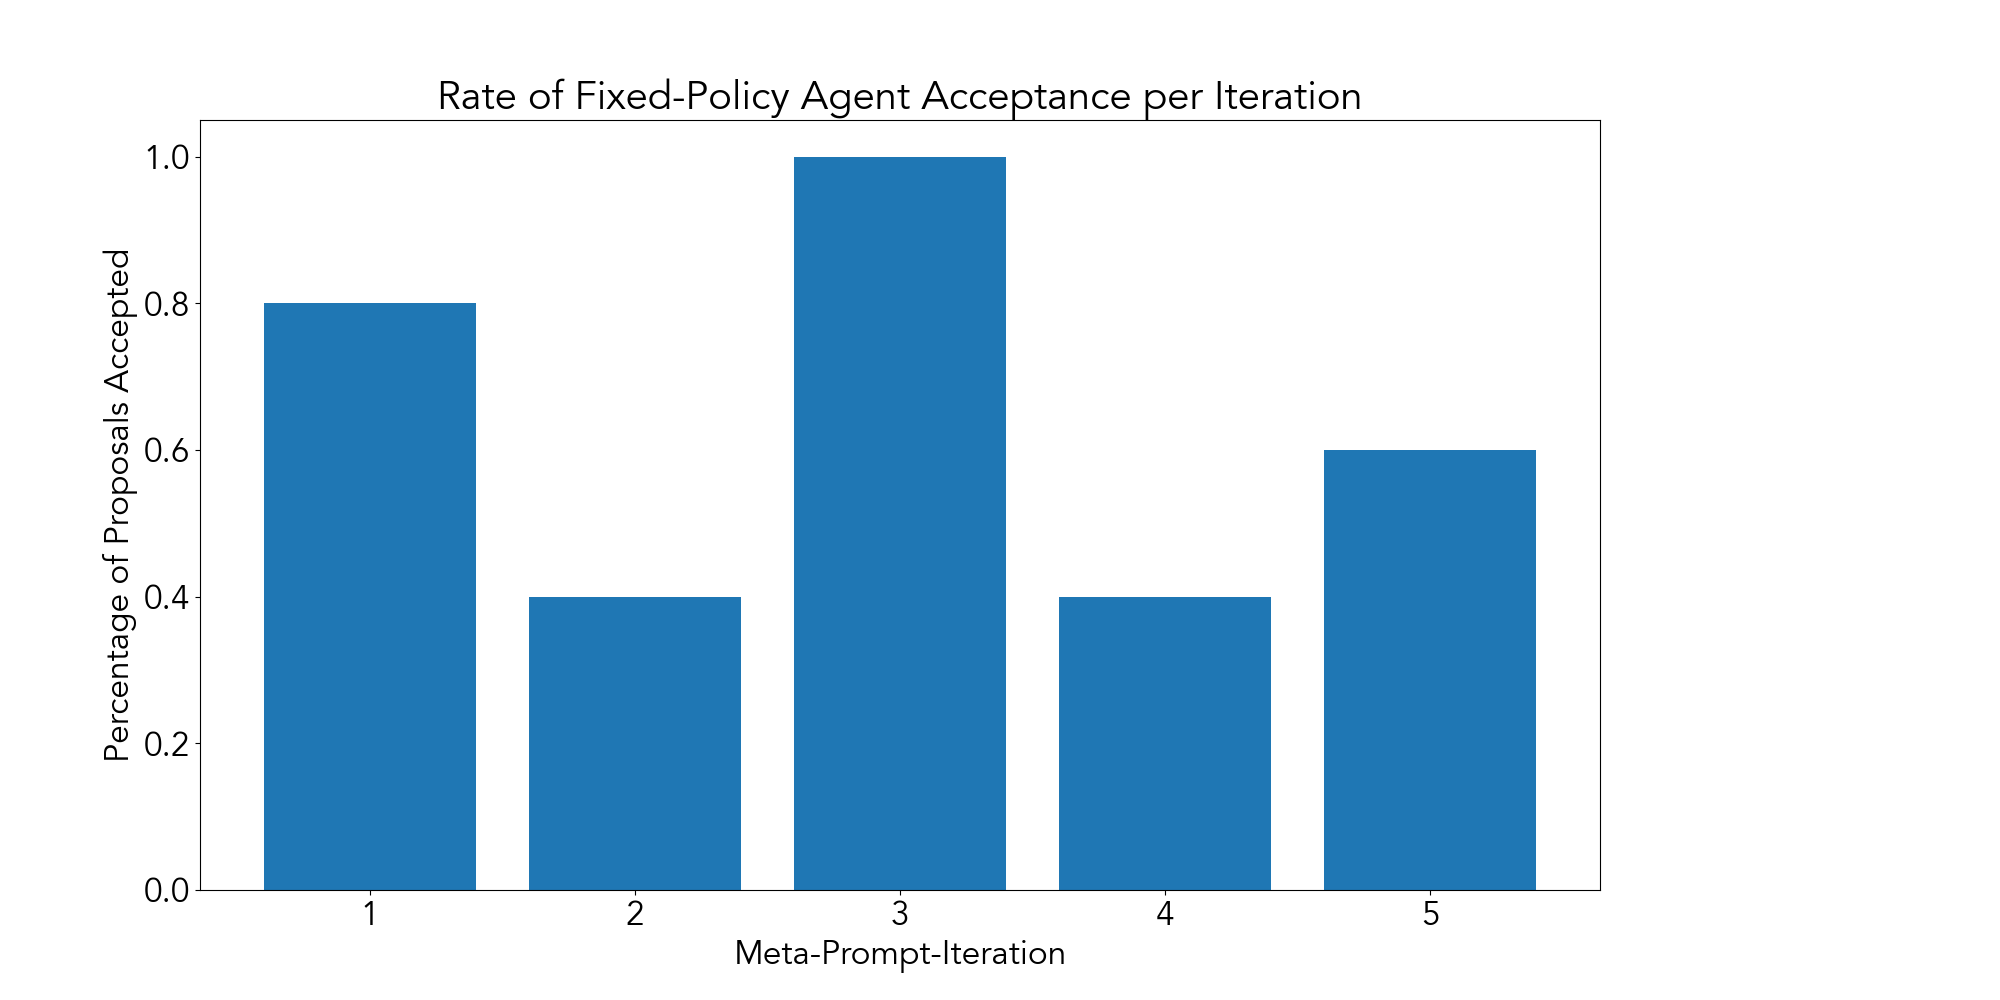 Rate of Fixed-Policy Agent Acceptance per Iteration
Percentage of Proposals Accepted
1.0
0.8
0.6
0.4
0.2
0.0
1 2 3 4 5
Meta-Prompt-Iteration